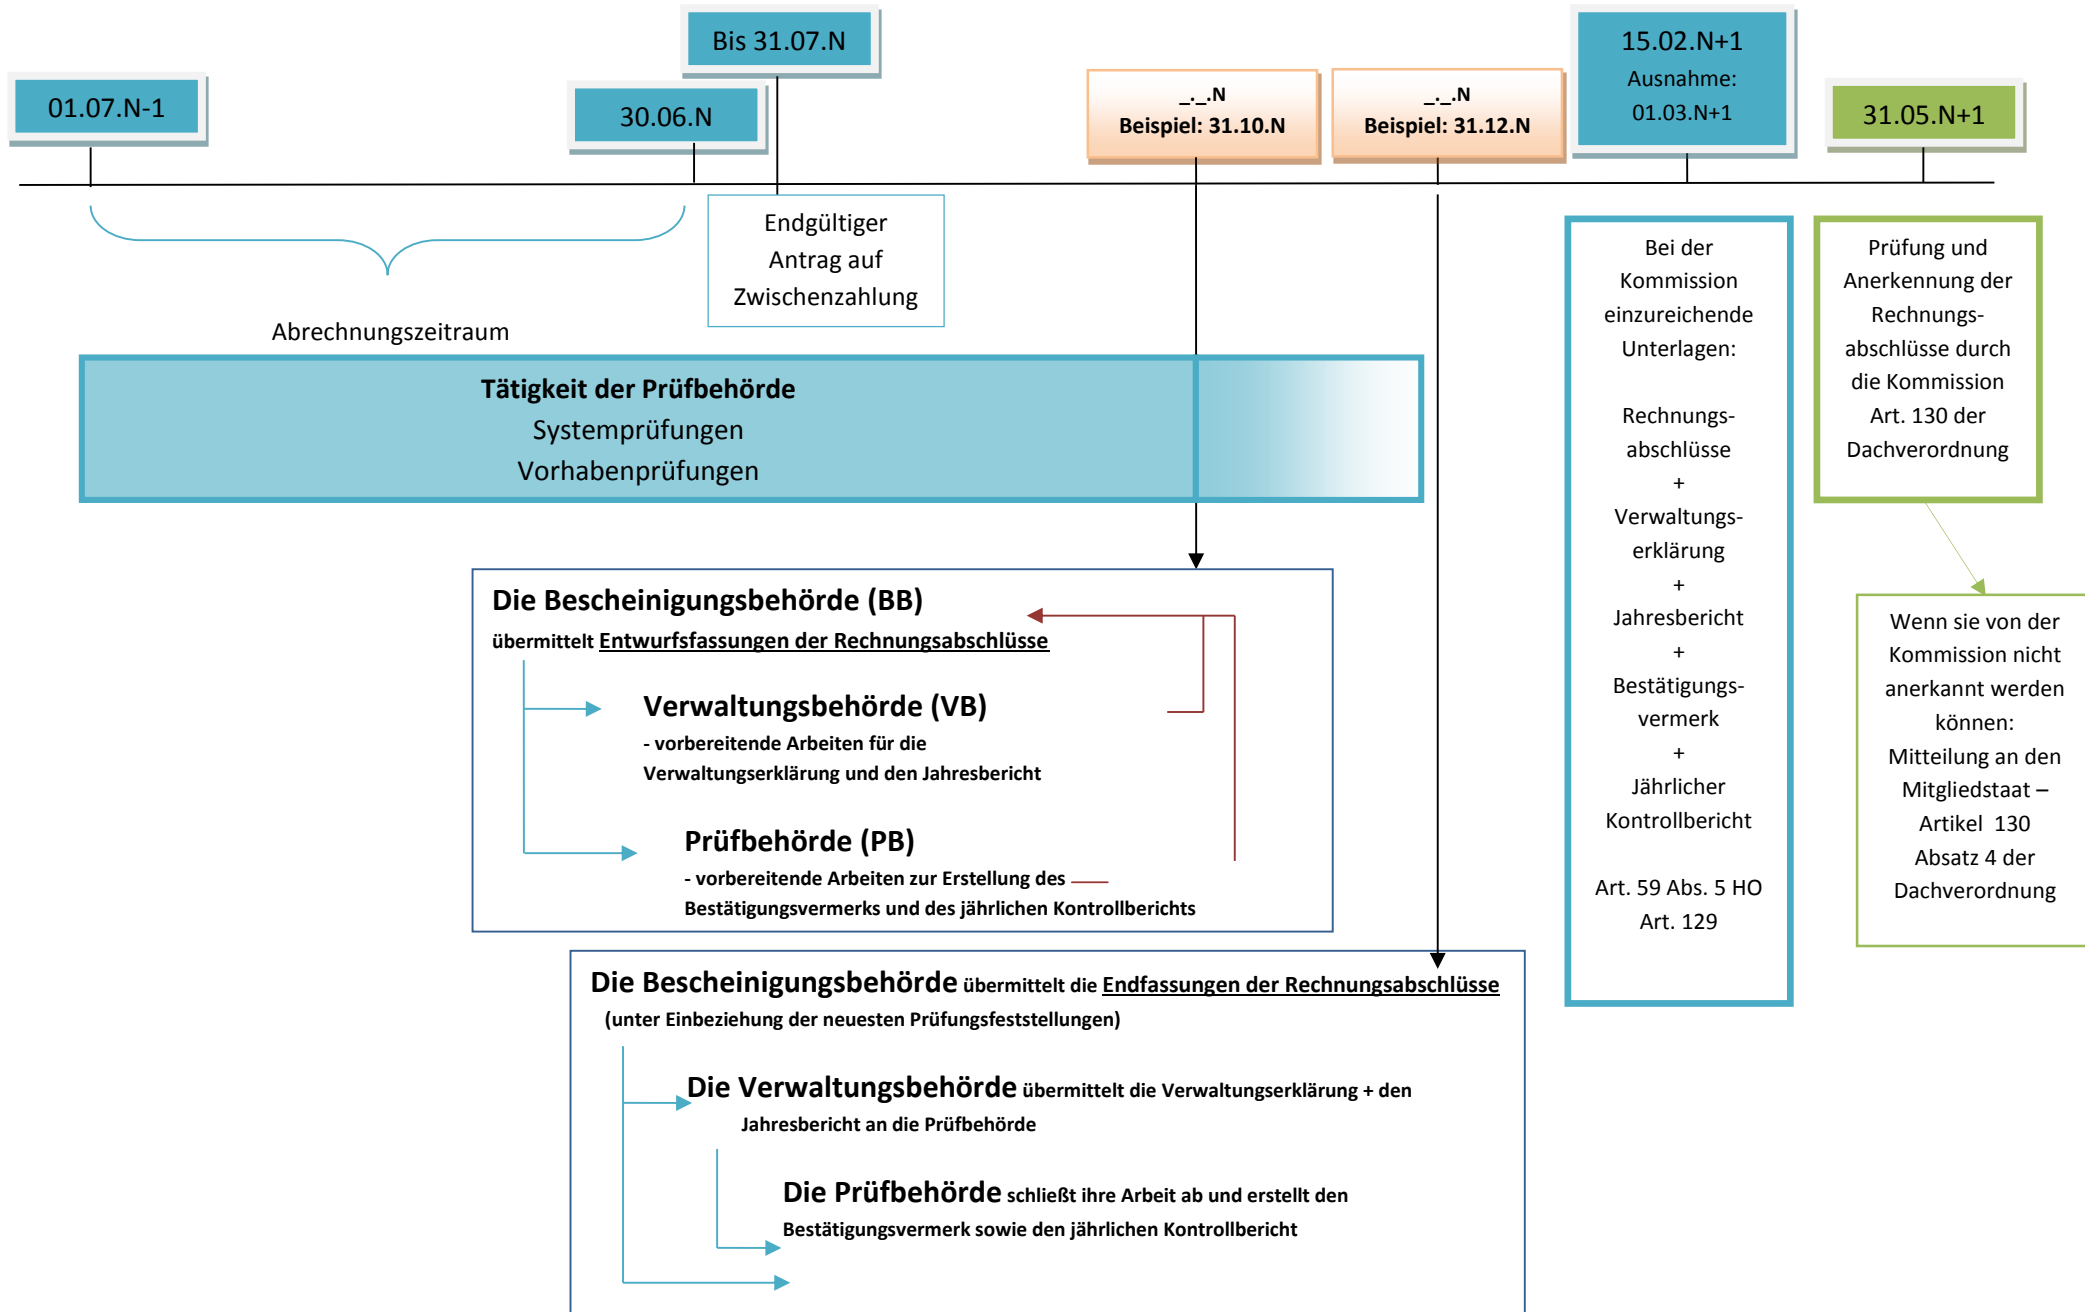 01.07.N-1
30.06.N
Bis 31.07.N
_._.N
Beispiel: 31.10.N
_._.N
Beispiel: 31.12.N
15.02.N+1
Ausnahme:
01.03.N+1
31.05.N+1
Abrechnungszeitraum
Endgültiger
Antrag auf
Zwischenzahlung
Tätigkeit der Prüfbehörde
Systemprüfungen
Vorhabenprüfungen
Die Bescheinigungsbehörde (BB)
übermittelt Entwurfsfassungen der Rechnungsabschlüsse
Verwaltungsbehörde (VB)
- vorbereitende Arbeiten für die
Verwaltungserklärung und den Jahresbericht
Prüfbehörde (PB)
- vorbereitende Arbeiten zur Erstellung des
Bestätigungsvermerks und des jährlichen Kontrollberichts
Die Bescheinigungsbehörde übermittelt die Endfassungen der Rechnungsabschlüsse
(unter Einbeziehung der neuesten Prüfungsfeststellungen)
Die Verwaltungsbehörde übermittelt die Verwaltungserklärung + den
Jahresbericht an die Prüfbehörde
Die Prüfbehörde schließt ihre Arbeit ab und erstellt den
Bestätigungsvermerk sowie den jährlichen Kontrollbericht
Bei der
Kommission
einzureichende
Unterlagen:
Rechnungs-
abschlüsse
+
Verwaltungs-
erklärung
+
Jahresbericht
+
Bestätigungs-
vermerk
+
Jährlicher
Kontrollbericht
Art. 59 Abs. 5 HO
Art. 129
Prüfung und
Anerkennung der
Rechnungs-
abschlüsse durch
die Kommission
Art. 130 der
Dachverordnung
Wenn sie von der
Kommission nicht
anerkannt werden
können:
Mitteilung an den
Mitgliedstaat –
Artikel 130
Absatz 4 der
Dachverordnung